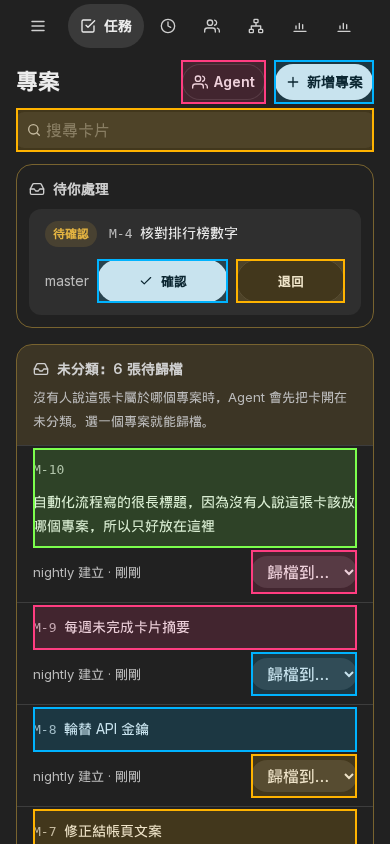 任務
專案
Agent
新增專案
搜尋卡片
待你處理
待確認 M-4 核對排行榜數字
master 確認 退回
未分類：6 張待歸檔
沒有人說這張卡屬於哪個專案時，Agent 會先把卡開在
未分類。選一個專案就能歸檔。
M-10
自動化流程寫的很長標題，因為沒有人說這張卡該放
哪個專案，所以只好放在這裡
nightly 建立 · 剛剛 歸檔到...
M-9 每週未完成卡片摘要
nightly 建立 · 剛剛 歸檔到...
M-8 輪替 API 金鑰
nightly 建立 · 剛剛 歸檔到...
M-7 修正結帳頁文案